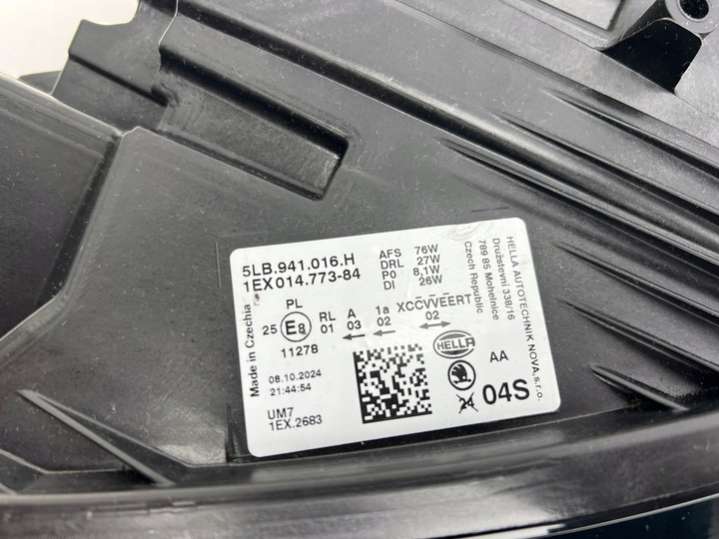 5LB.941.016.H
1EX 014.773-84
AFS 76W
DRL 27W
P0 8,1W
DI 26W
HELLA AUTOTECHNIK NOVA, s.r.o.
Družstevní 338/16
789 85 Mohelnice
Czech Republic
Made in Czechia
PL
25 E8
11278
RL A 1a XCCVVEERT
01 03 02 02
HELLA
AA
04S
08.10.2024
21:44:54
UM7
1EX.2683